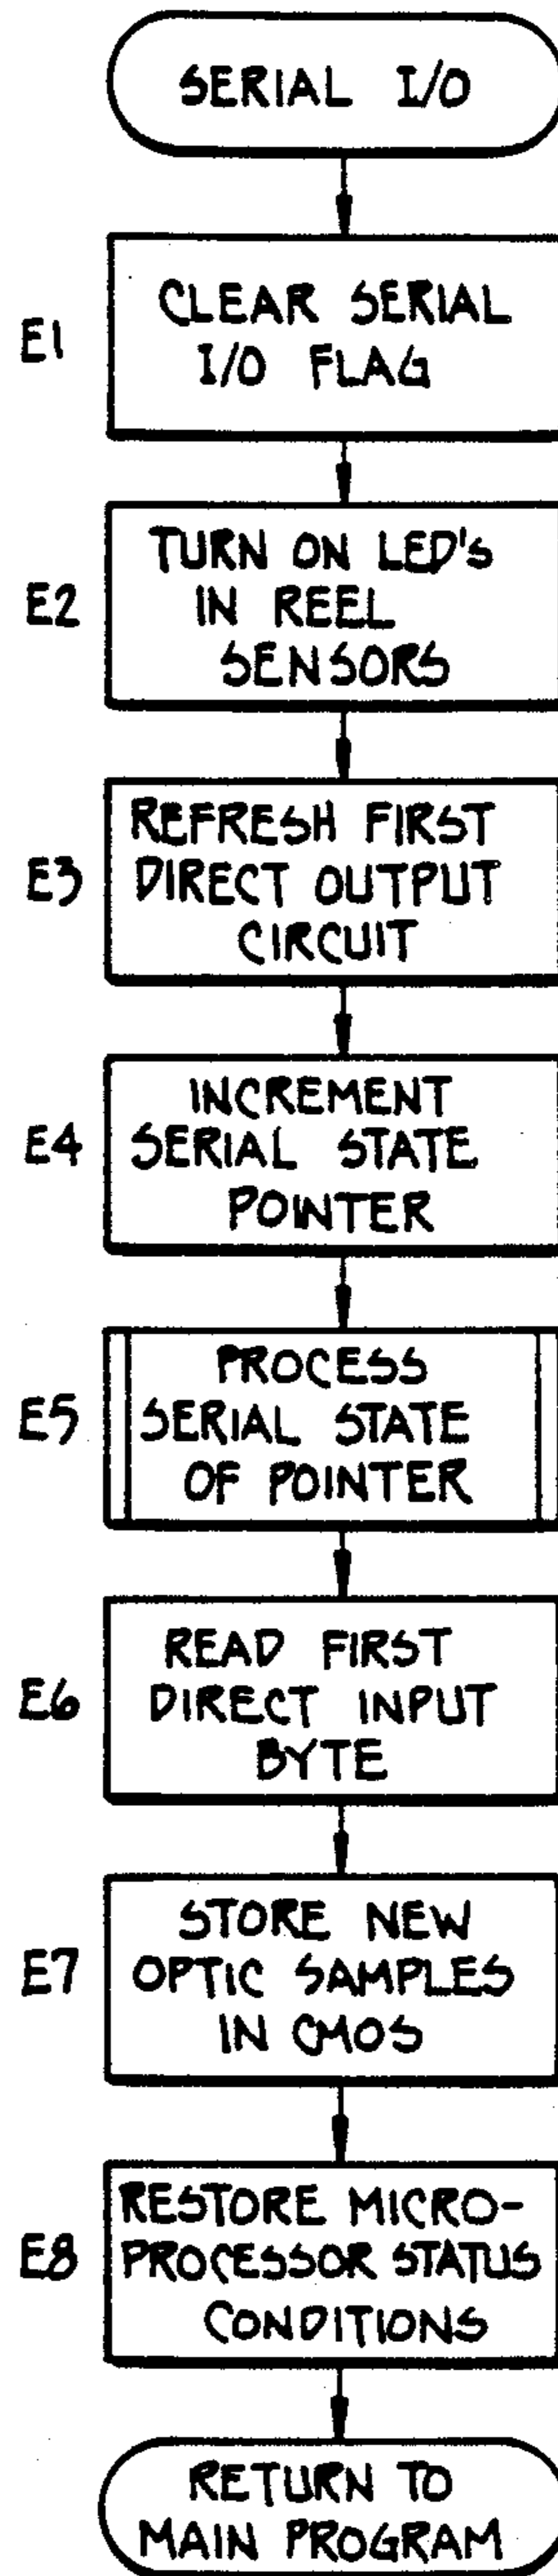 SERIAL I/O
E1
CLEAR SERIAL
I/O FLAG
E2
TURN ON LED'S
IN REEL
SENSORS
E3
REFRESH FIRST
DIRECT OUTPUT
CIRCUIT
E4
INCREMENT
SERIAL STATE
POINTER
E5
PROCESS
SERIAL STATE
OF POINTER
E6
READ FIRST
DIRECT INPUT
BYTE
E7
STORE NEW
OPTIC SAMPLES
IN CMOS
E8
RESTORE MICRO-
PROCESSOR STATUS
CONDITIONS
RETURN TO
MAIN PROGRAM